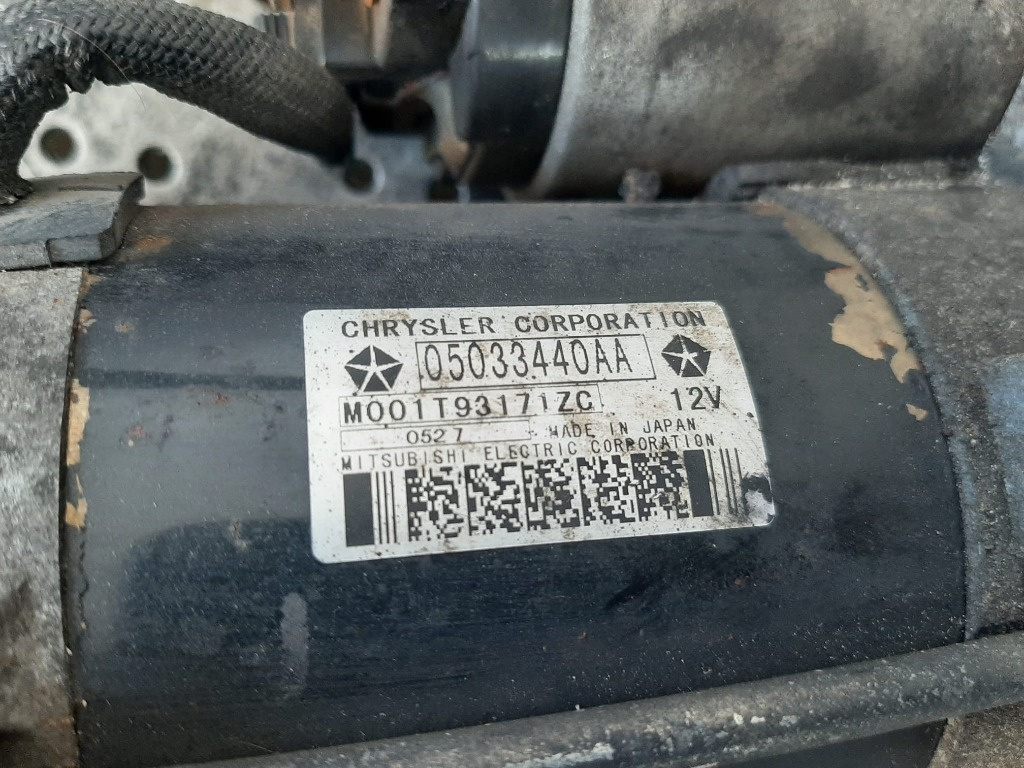 CHRYSLER CORPORATION
05033440AA
M001T93171ZC 12V
0527 MADE IN JAPAN
MITSUBISHI ELECTRIC CORPORATION